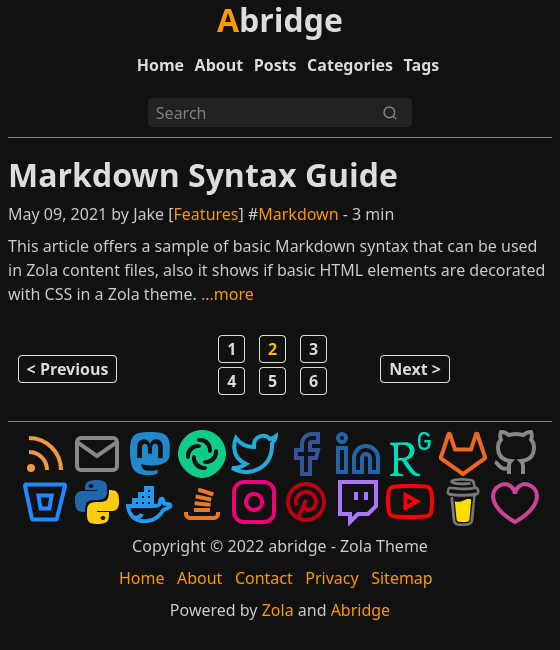 Abridge
Home About Posts Categories Tags
Search
Markdown Syntax Guide
May 09, 2021 by Jake [Features] #Markdown - 3 min
This article offers a sample of basic Markdown syntax that can be used
in Zola content files, also it shows if basic HTML elements are decorated
with CSS in a Zola theme. ...more
< Previous 1 2 3 Next >
4 5 6
RG
Copyright © 2022 abridge - Zola Theme
Home About Contact Privacy Sitemap
Powered by Zola and Abridge